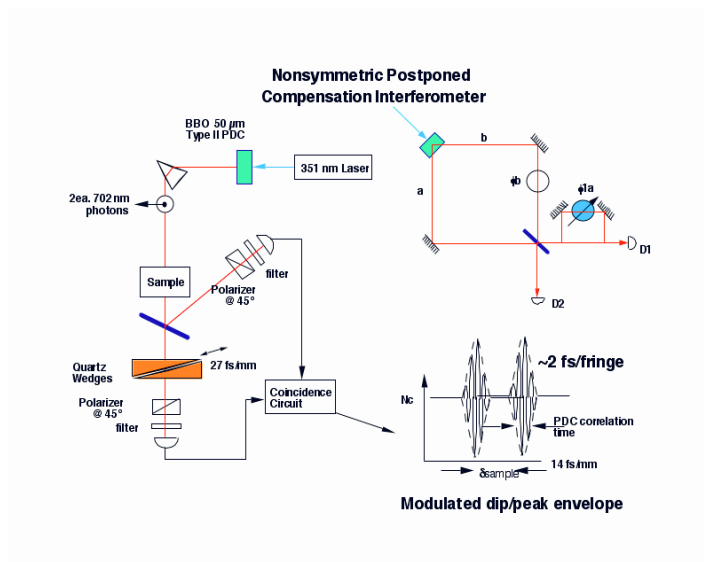 Nonsymmetric Postponed
Compensation Interferometer
BBO 50 µm
Type II PDC
351 nm Laser
2ea. 702 nm
photons
Sample
Polarizer
@ 45°
filter
Quartz
Wedges
27 fs/mm
Polarizer
@ 45°
filter
Coincidence
Circuit
b
a
ϕb
ϕ1a
D1
D2
~2 fs/fringe
Nc
PDC correlation
time
14 fs/mm
δsample
Modulated dip/peak envelope